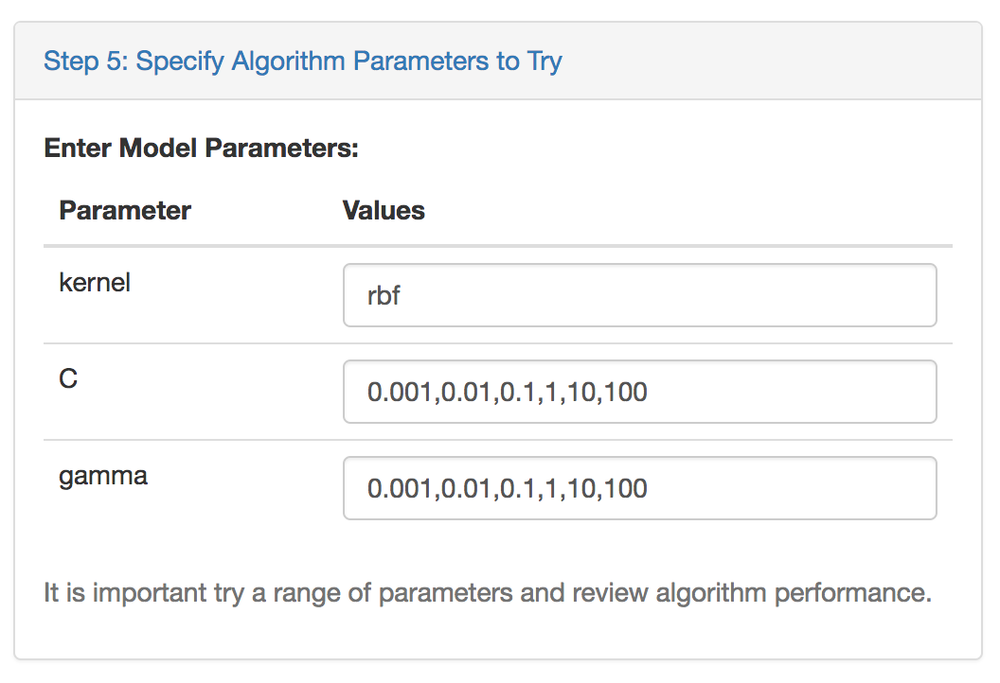 Step 5: Specify Algorithm Parameters to Try
Enter Model Parameters:
Parameter Values
kernel rbf
C 0.001,0.01,0.1,1,10,100
gamma 0.001,0.01,0.1,1,10,100
It is important try a range of parameters and review algorithm performance.